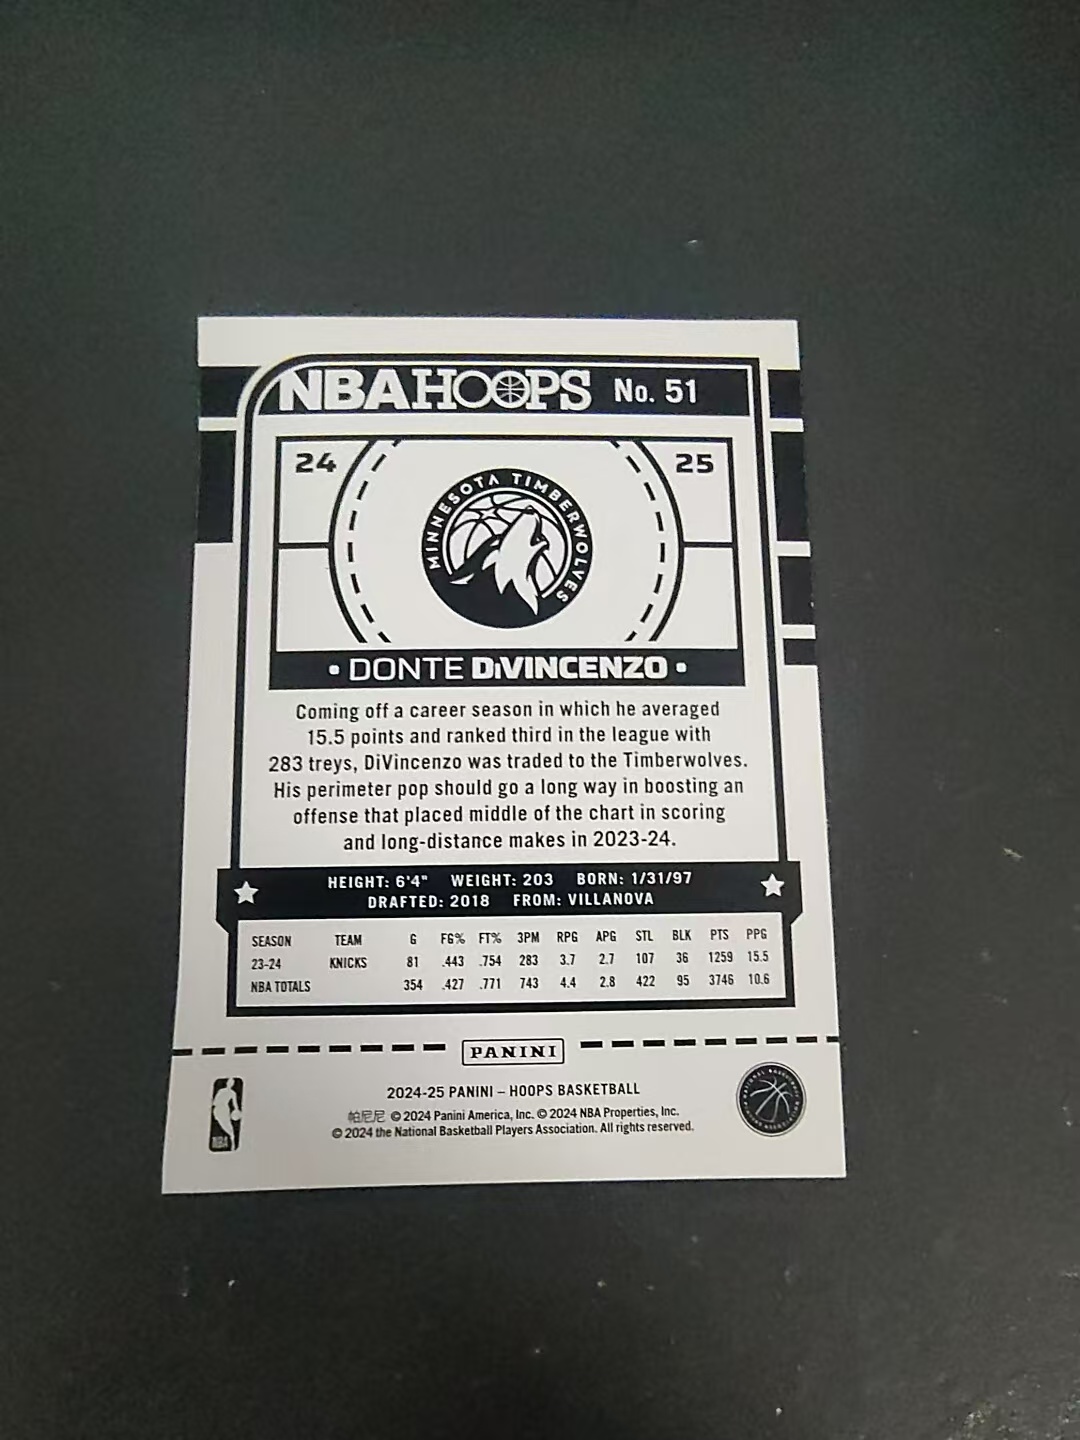 NBA HOOPS No. 51
24 25
MINNESOTA TIMBERWOLVES
• DONTE DiVINCENZO •
Coming off a career season in which he averaged
15.5 points and ranked third in the league with
283 treys, DiVincenzo was traded to the Timberwolves.
His perimeter pop should go a long way in boosting an
offense that placed middle of the chart in scoring
and long-distance makes in 2023-24.
HEIGHT: 6'4" WEIGHT: 203 BORN: 1/31/97
DRAFTED: 2018 FROM: VILLANOVA
SEASON TEAM G FG% FT% 3PM RPG APG STL BLK PTS PPG
23-24 KNICKS 81 .443 .754 283 3.7 2.7 107 36 1259 15.5
NBA TOTALS 354 .427 .771 743 4.4 2.8 422 95 3746 10.6
PANINI
2024-25 PANINI – HOOPS BASKETBALL
帕尼尼 © 2024 Panini America, Inc. © 2024 NBA Properties, Inc.
© 2024 the National Basketball Players Association. All rights reserved.
NBA